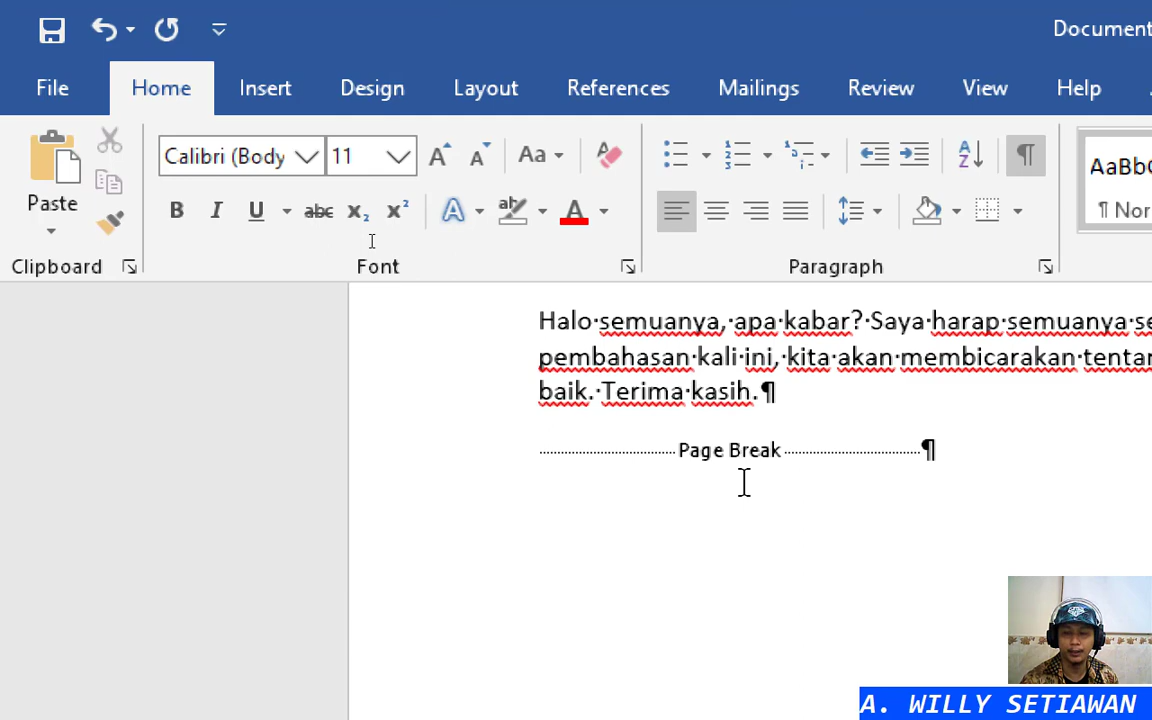 Document
File Home Insert Design Layout References Mailings Review View Help
Calibri (Body 11 Aa AaBb
Paste B I U abc x₂ x² A A ¶ Nor
Clipboard Font Paragraph
Halo semuanya, apa kabar? Saya harap semuanya se
pembahasan kali ini, kita akan membicarakan tentar
baik. Terima kasih.¶
Page Break ¶
A. WILLY SETIAWAN